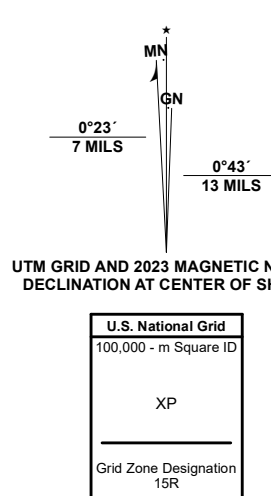 ★
MN
GN
0°23´
7 MILS
0°43´
13 MILS
UTM GRID AND 2023 MAGNETIC N
DECLINATION AT CENTER OF SH
U.S. National Grid
100,000 - m Square ID
XP
Grid Zone Designation
15R